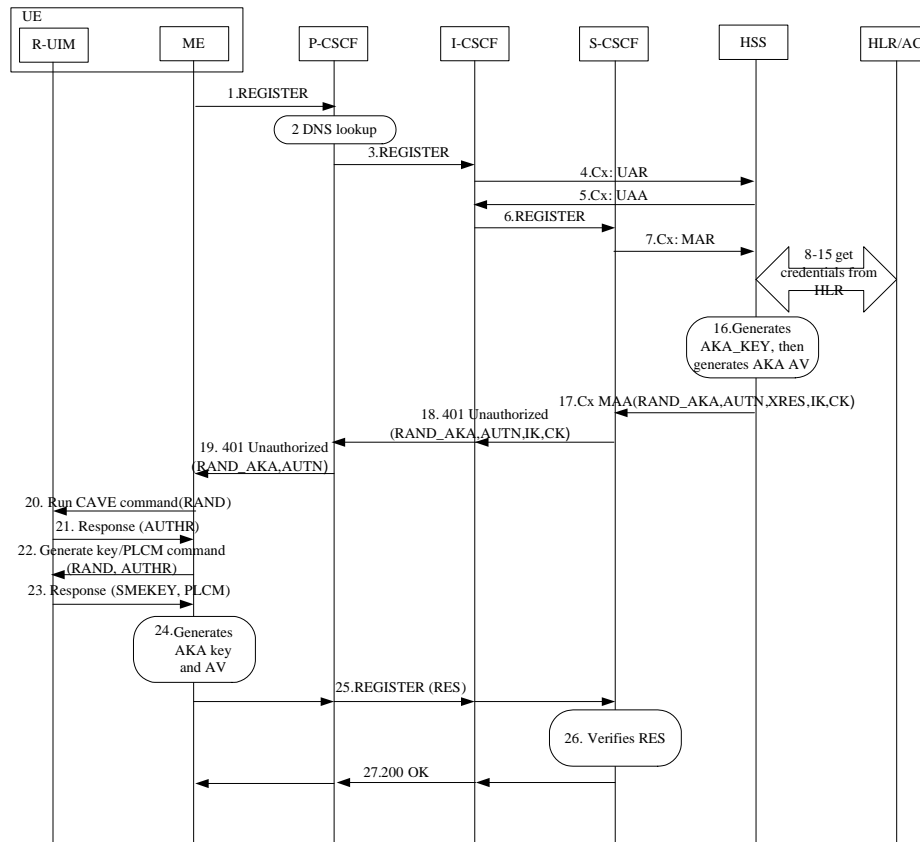 UE
R-UIM
ME
P-CSCF
I-CSCF
S-CSCF
HSS
HLR/AC
1.REGISTER
2 DNS lookup
3.REGISTER
4.Cx: UAR
5.Cx: UAA
6.REGISTER
7.Cx: MAR
8-15 get
credentials from
HLR
16.Generates
AKA_KEY, then
generates AKA AV
17.Cx MAA(RAND_AKA,AUTN,XRES,IK,CK)
18. 401 Unauthorized
(RAND_AKA,AUTN,IK,CK)
19. 401 Unauthorized
(RAND_AKA,AUTN)
20. Run CAVE command(RAND)
21. Response (AUTHR)
22. Generate key/PLCM command
(RAND, AUTHR)
23. Response (SMEKEY, PLCM)
24.Generates
AKA key
and AV
25.REGISTER (RES)
26. Verifies RES
27.200 OK